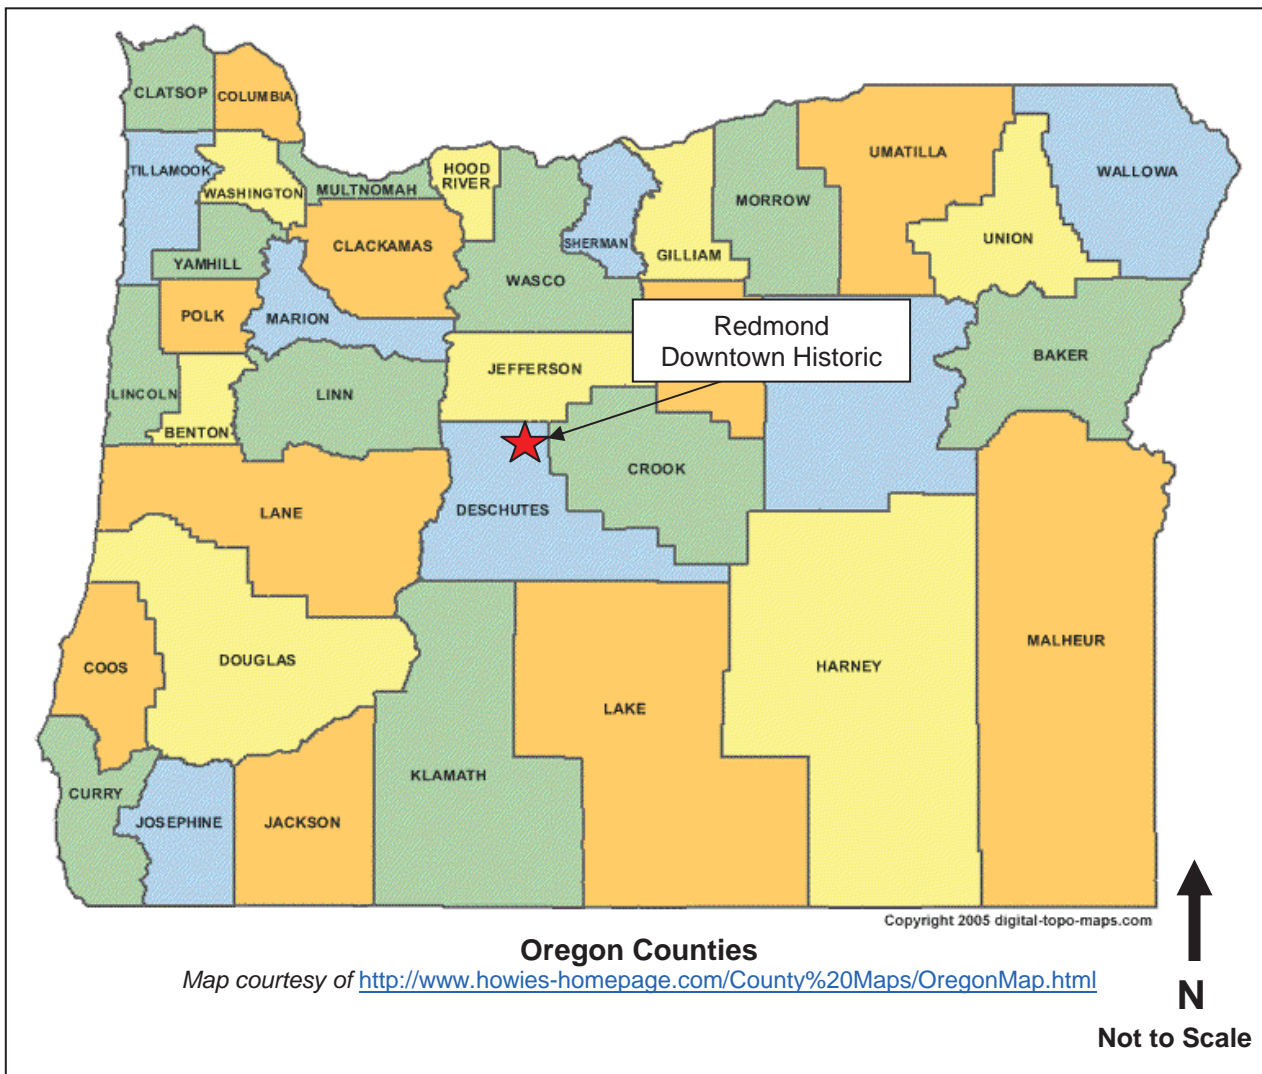 CLATSOP
COLUMBIA
TILLAMOOK
WASHINGTON
MULTNOMAH
HOOD
RIVER
UMATILLA
WALLOWA
MORROW
UNION
CLACKAMAS
SHERMAN
GILLIAM
YAMHILL
WASCO
POLK
MARION
Redmond
Downtown Historic
BAKER
JEFFERSON
LINCOLN
LINN
BENTON
CROOK
LANE
DESCHUTES
COOS
DOUGLAS
MALHEUR
HARNEY
LAKE
KLAMATH
CURRY
JOSEPHINE
JACKSON
Copyright 2005 digital-topo-maps.com
Oregon Counties
Map courtesy of http://www.howies-homepage.com/County%20Maps/OregonMap.html
N
Not to Scale